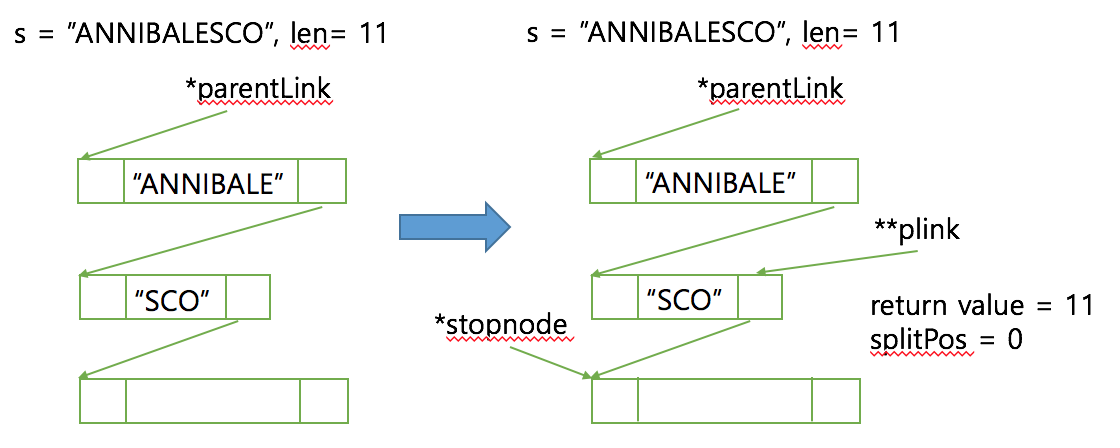 s = "ANNIBALESCO", len= 11
*parentLink
"ANNIBALE"
"SCO"
s = "ANNIBALESCO", len= 11
*parentLink
"ANNIBALE"
**plink
"SCO"
*stopnode
return value = 11
splitPos = 0